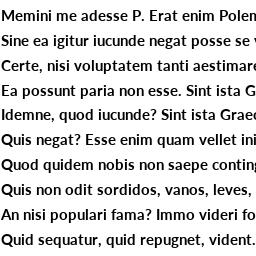 Memini me adesse P. Erat enim Polem
Sine ea igitur iucunde negat posse se
Certe, nisi voluptatem tanti aestimare
Ea possunt paria non esse. Sint ista G
Idemne, quod iucunde? Sint ista Graec
Quis negat? Esse enim quam vellet ini
Quod quidem nobis non saepe conting
Quis non odit sordidos, vanos, leves,
An nisi populari fama? Immo videri fo
Quid sequatur, quid repugnet, vident.